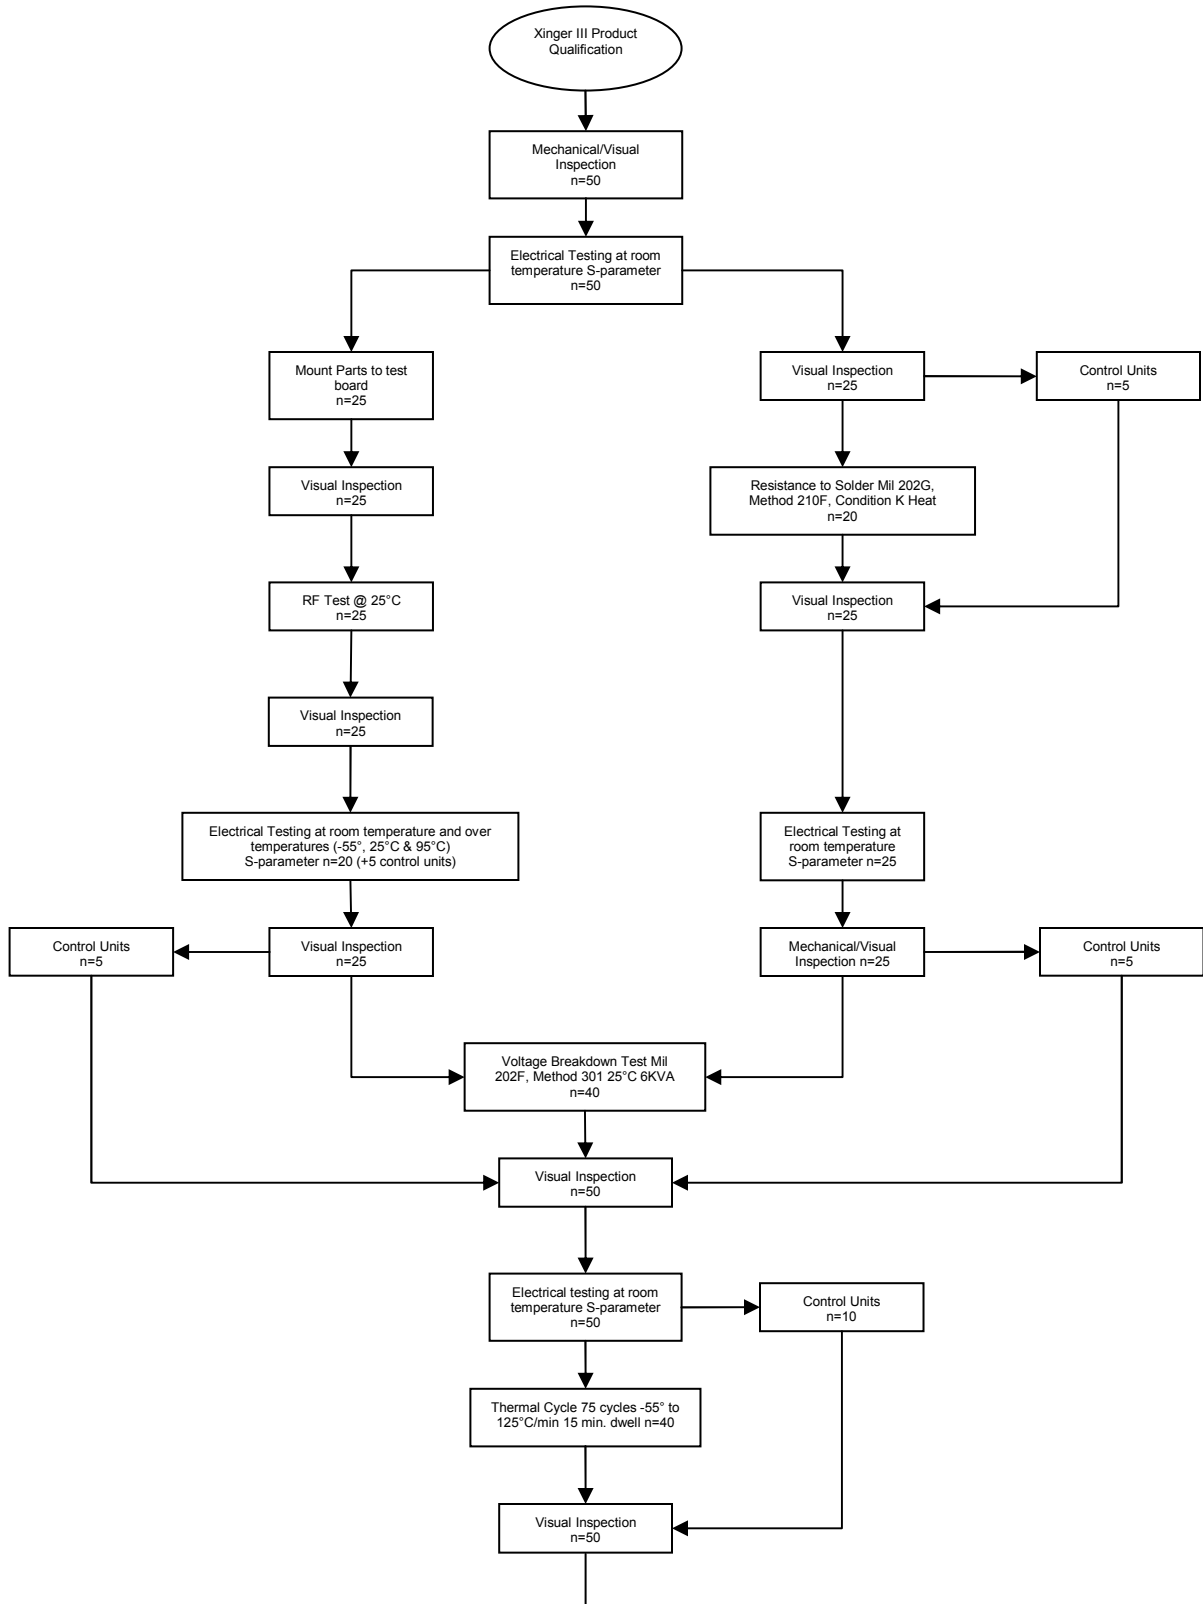 Xinger III Product
Qualification
Mechanical/Visual
Inspection
n=50
Electrical Testing at room
temperature S-parameter
n=50
Mount Parts to test
board
n=25
Visual Inspection
n=25
Control Units
n=5
Visual Inspection
n=25
Resistance to Solder Mil 202G,
Method 210F, Condition K Heat
n=20
RF Test @ 25°C
n=25
Visual Inspection
n=25
Visual Inspection
n=25
Electrical Testing at room temperature and over
temperatures (-55°, 25°C & 95°C)
S-parameter n=20 (+5 control units)
Electrical Testing at
room temperature
S-parameter n=25
Control Units
n=5
Visual Inspection
n=25
Mechanical/Visual
Inspection n=25
Control Units
n=5
Voltage Breakdown Test Mil
202F, Method 301 25°C 6KVA
n=40
Visual Inspection
n=50
Electrical testing at room
temperature S-parameter
n=50
Control Units
n=10
Thermal Cycle 75 cycles -55° to
125°C/min 15 min. dwell n=40
Visual Inspection
n=50